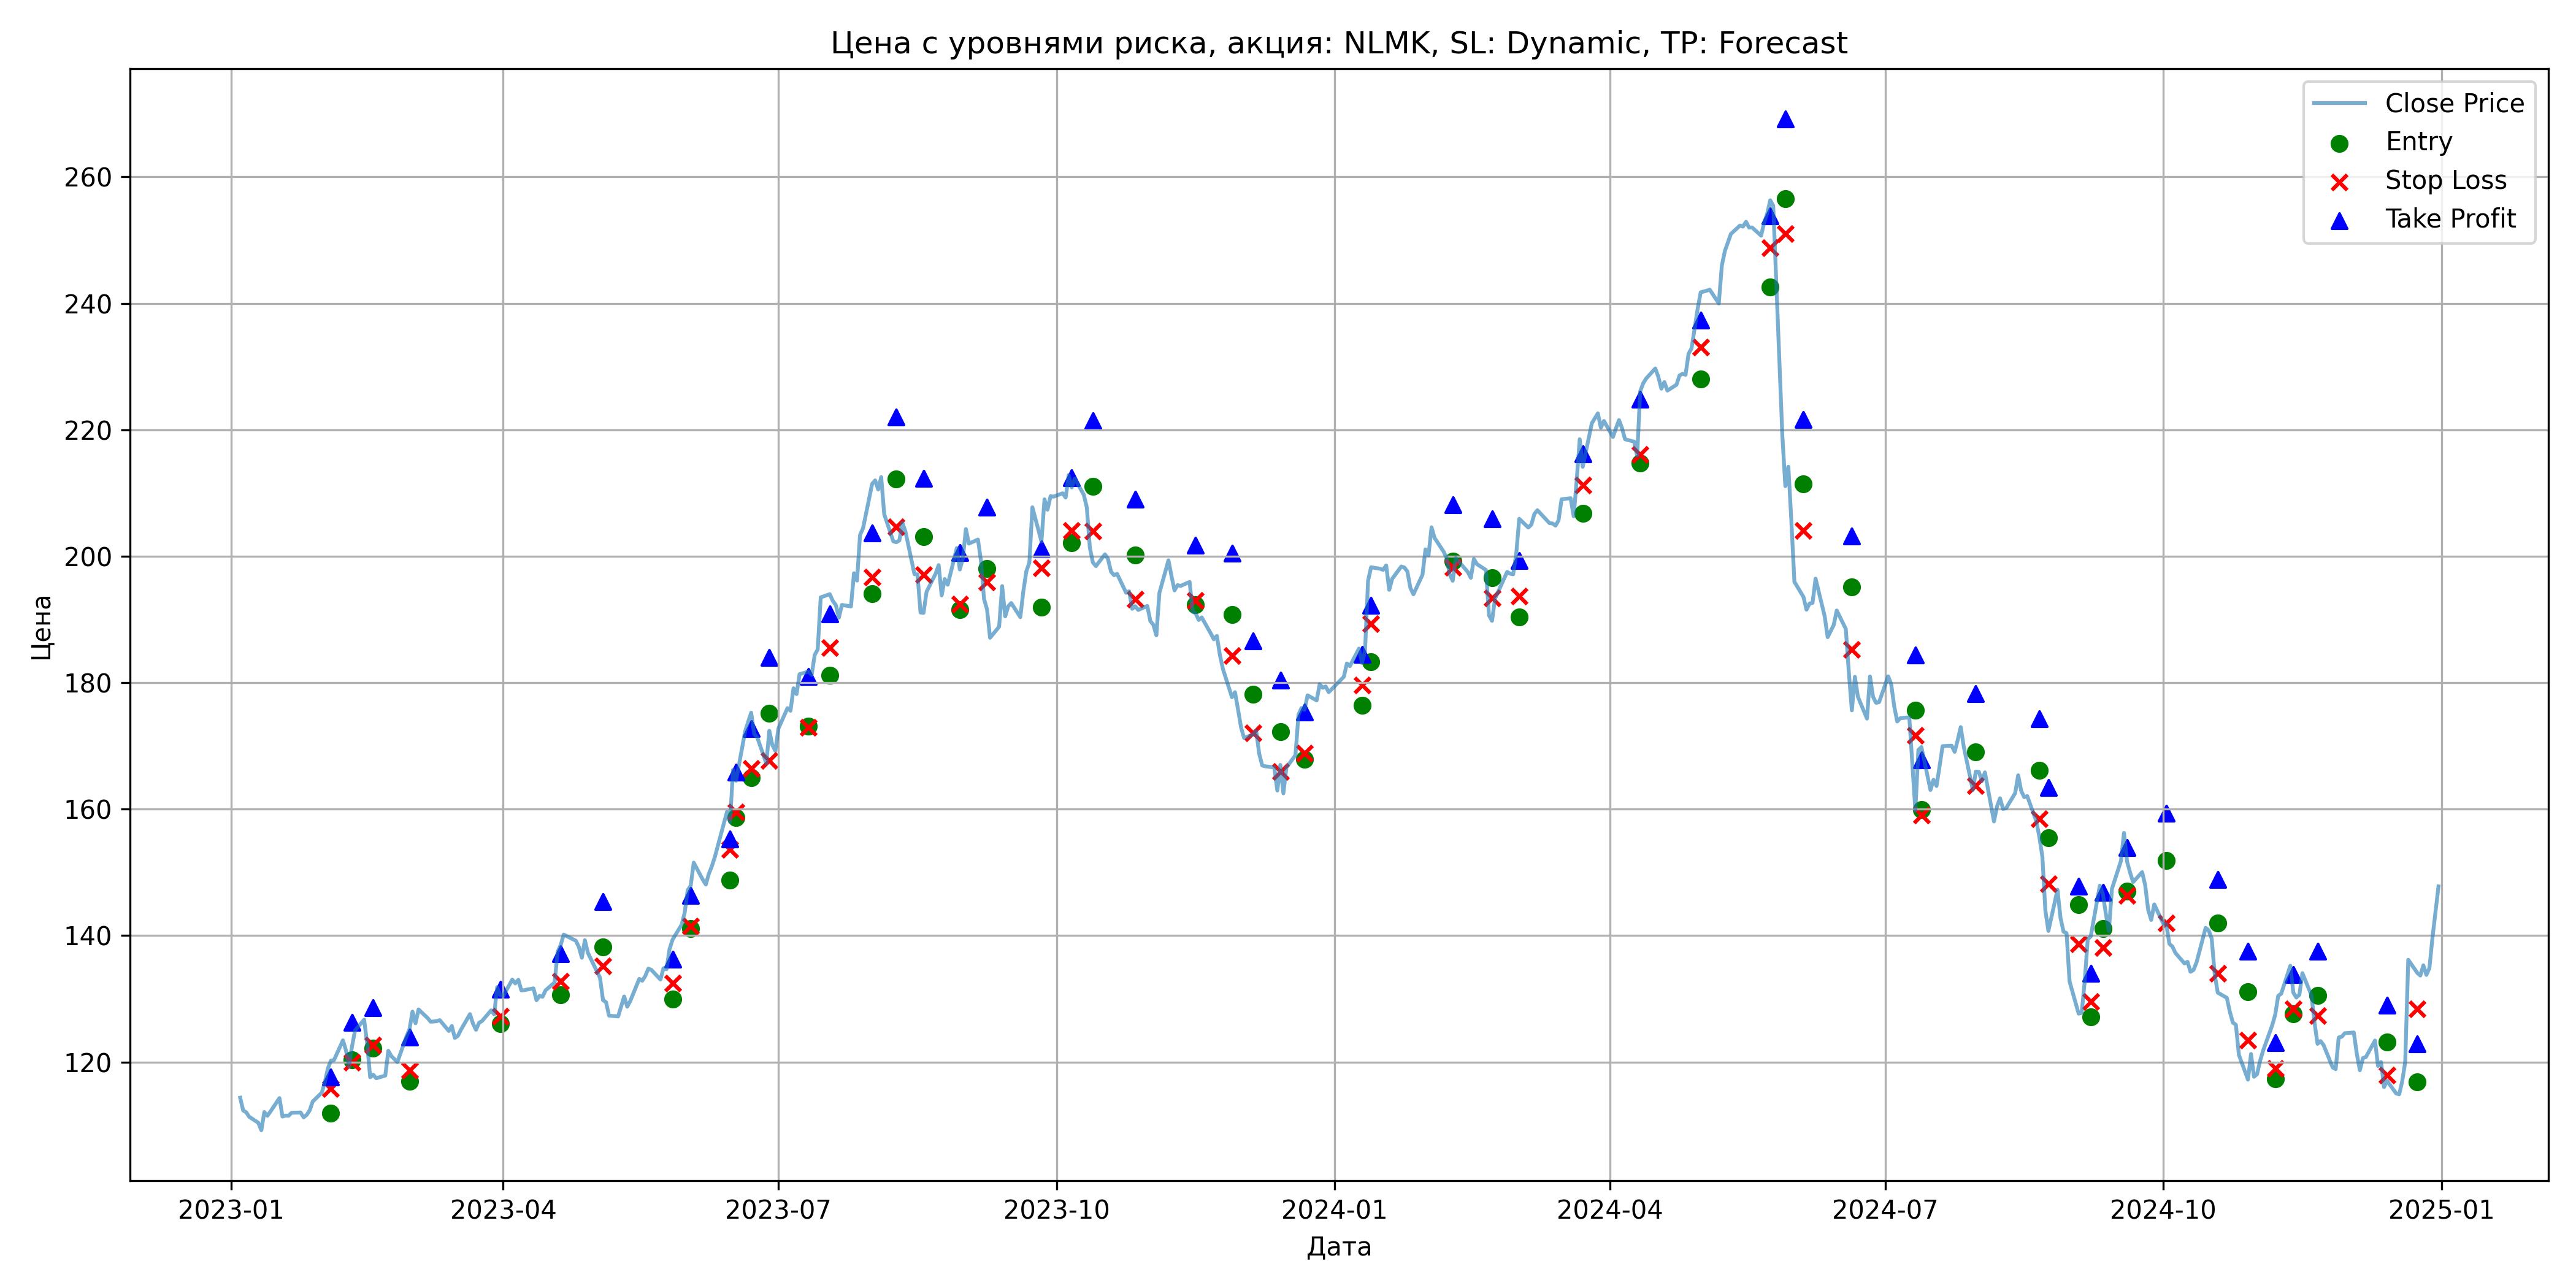 Цена с уровнями риска, акция: NLMK, SL: Dynamic, TP: Forecast
Close Price
Entry
Stop Loss
Take Profit
Цена
260
240
220
200
180
160
140
120
2023-01 2023-04 2023-07 2023-10 2024-01 2024-04 2024-07 2024-10 2025-01
Дата